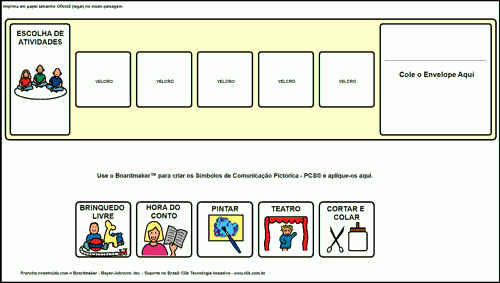 Imprima em papel tamanho Ofício2 (legal) no modo paisagem.
ESCOLHA DE
ATIVIDADES
VELCRO
VELCRO
VELCRO
VELCRO
VELCRO
Cole o Envelope Aqui
Use o Boardmaker™ para criar os Símbolos de Comunicação Pictórica - PCS® e aplique-os aqui.
BRINQUEDO
LIVRE
HORA DO
CONTO
PINTAR
TEATRO
CORTAR E
COLAR
Prancha construída com o Boardmaker - Mayer-Johnson, Inc. - Suporte no Brasil: Clik Tecnologia Assistiva - www.clik.com.br